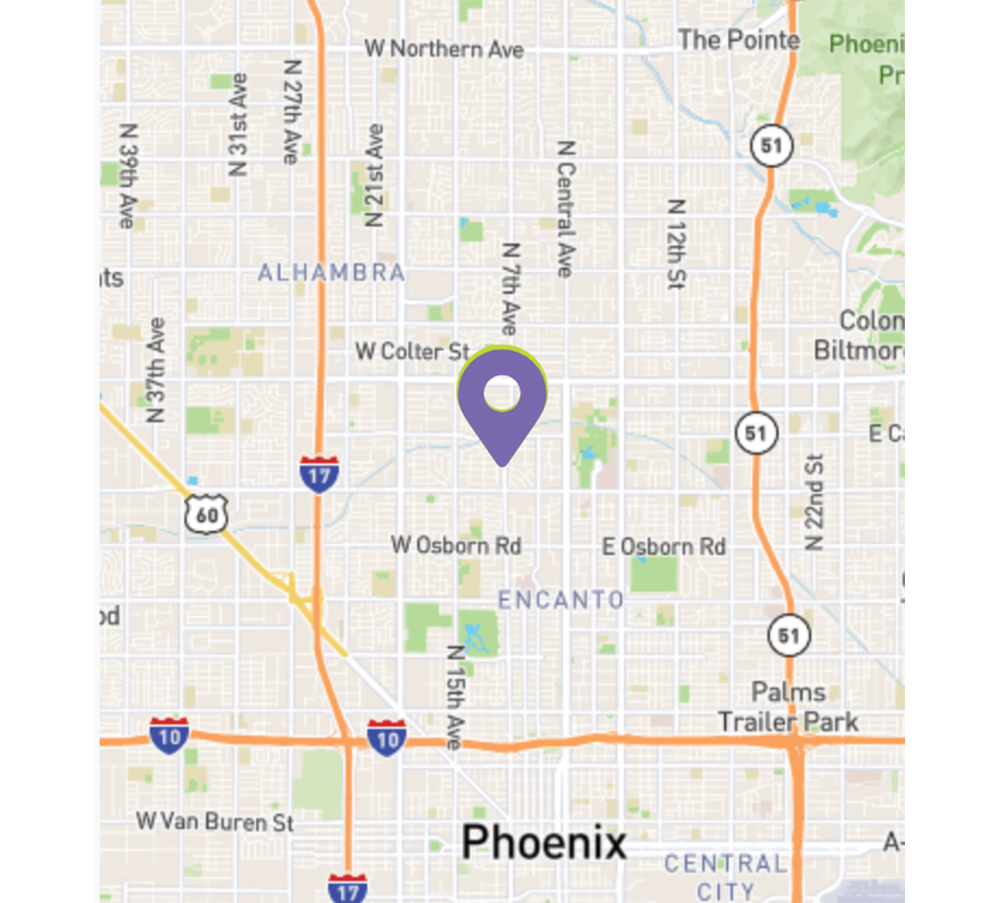 W Northern Ave
The Pointe
Phoeni
Pr
N 27th Ave
N 31st Ave
N 39th Ave
N 21st Ave
51
N Central Ave
N 12th St
N 7th Ave
ALHAMBRA
nts
N 37th Ave
W Colter St
Colon
Biltmor
51
E Ca
17
60
N 22nd St
W Osborn Rd
E Osborn Rd
ENCANTO
od
51
N 15th Ave
Palms
Trailer Park
10
10
W Van Buren St
Phoenix
A-
CENTRAL
CITY
17